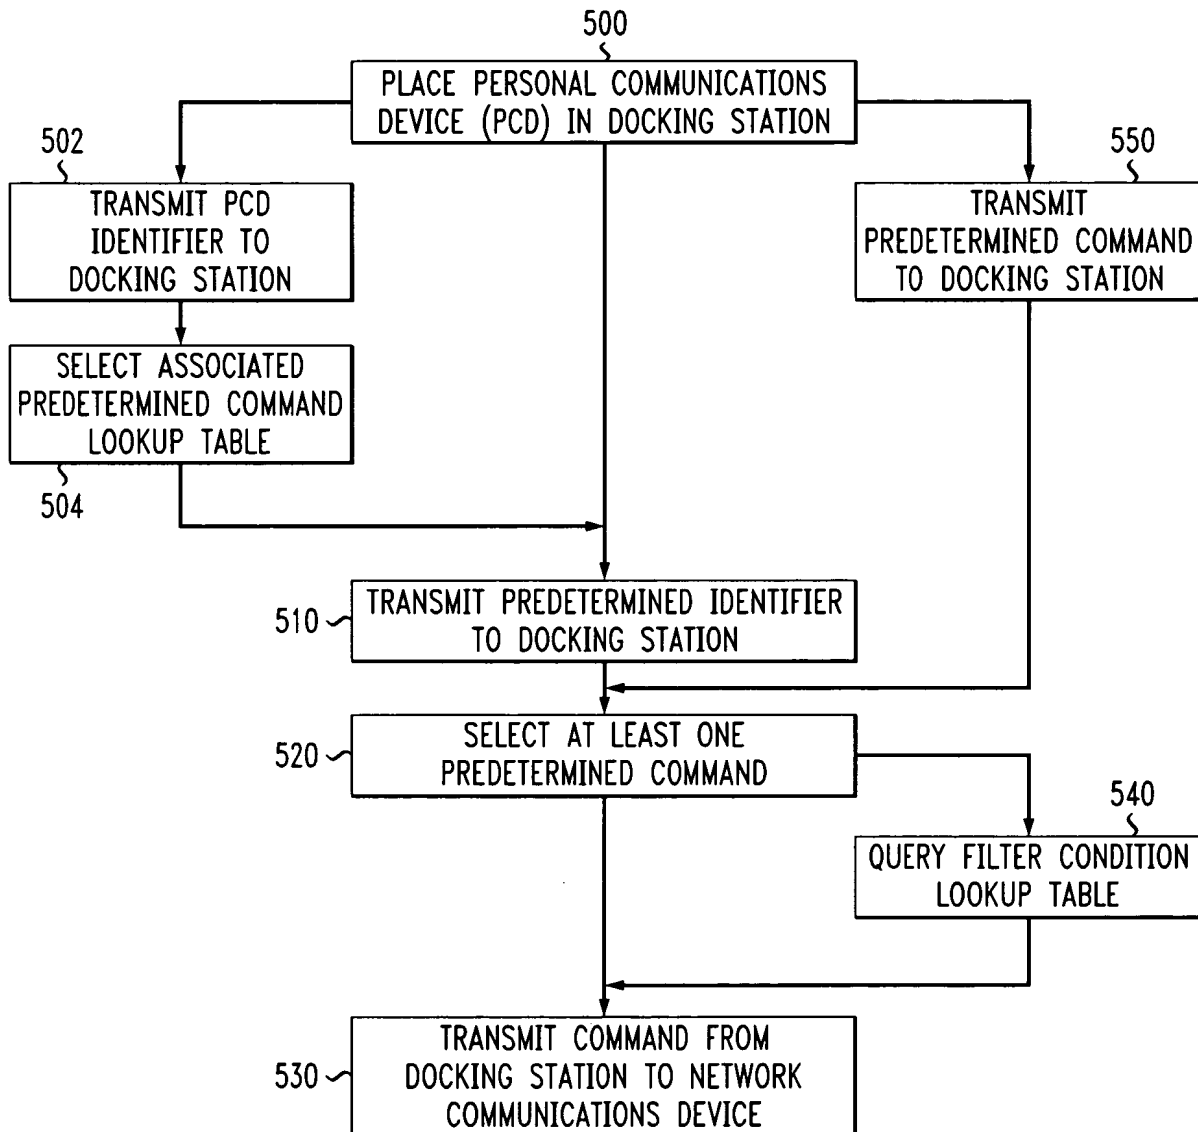 500
PLACE PERSONAL COMMUNICATIONS
DEVICE (PCD) IN DOCKING STATION
502
TRANSMIT PCD
IDENTIFIER TO
DOCKING STATION
550
TRANSMIT
PREDETERMINED COMMAND
TO DOCKING STATION
SELECT ASSOCIATED
PREDETERMINED COMMAND
LOOKUP TABLE
504
510
TRANSMIT PREDETERMINED IDENTIFIER
TO DOCKING STATION
520
SELECT AT LEAST ONE
PREDETERMINED COMMAND
540
QUERY FILTER CONDITION
LOOKUP TABLE
530
TRANSMIT COMMAND FROM
DOCKING STATION TO NETWORK
COMMUNICATIONS DEVICE